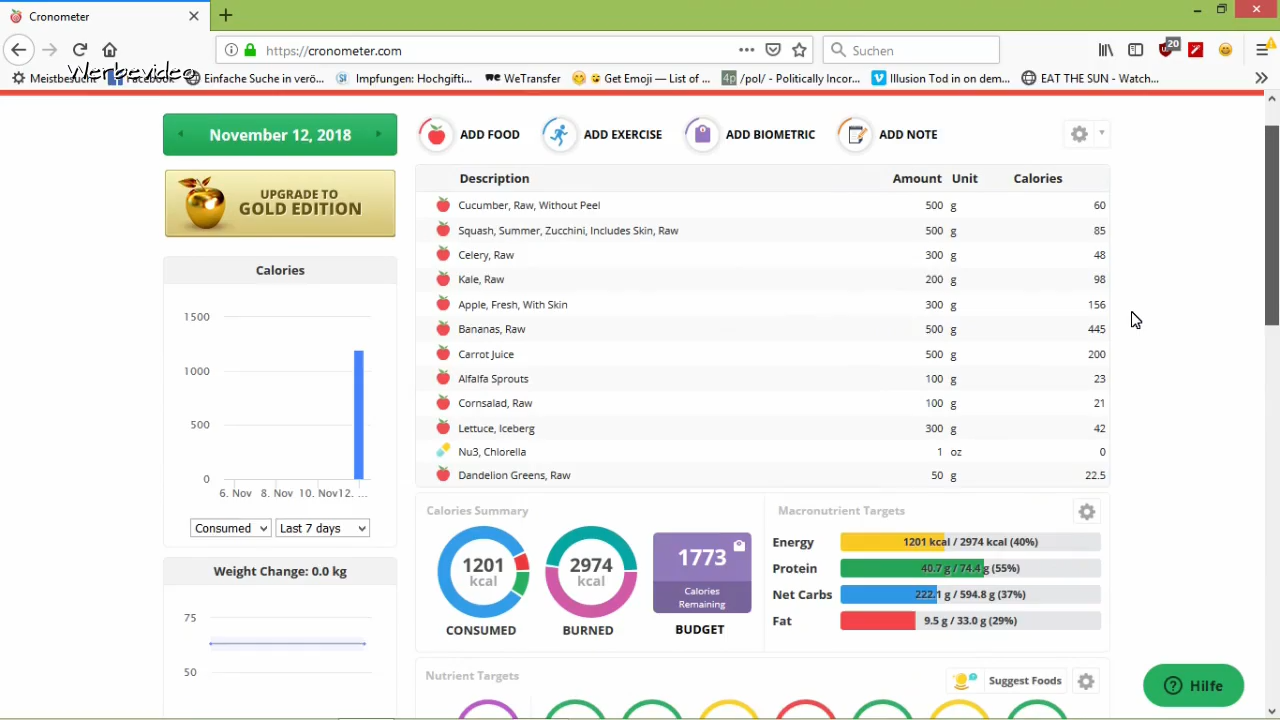 Cronometer
https://cronometer.com
Suchen
20
Werbevideo
Einfache Suche in verö...
Impfungen: Hochgifti...
WeTransfer
Get Emoji — List of ...
/pol/ - Politically Incor...
Illusion Tod in on dem...
EAT THE SUN - Watch...
November 12, 2018
ADD FOOD
ADD EXERCISE
ADD BIOMETRIC
ADD NOTE
UPGRADE TO
GOLD EDITION
Description Amount Unit Calories
Cucumber, Raw, Without Peel 500 g 60
Squash, Summer, Zucchini, Includes Skin, Raw 500 g 85
Celery, Raw 300 g 48
Kale, Raw 200 g 98
Apple, Fresh, With Skin 300 g 156
Bananas, Raw 500 g 445
Carrot Juice 500 g 200
Alfalfa Sprouts 100 g 23
Cornsalad, Raw 100 g 21
Lettuce, Iceberg 300 g 42
Nu3, Chlorella 1 oz 0
Dandelion Greens, Raw 50 g 22.5
Calories
1500
1000
500
0
6. Nov 8. Nov 10. Nov 12. ...
Consumed Last 7 days
Weight Change: 0.0 kg
75
50
Calories Summary
1201
kcal
CONSUMED
2974
kcal
BURNED
1773
Calories
Remaining
BUDGET
Macronutrient Targets
Energy 1201 kcal / 2974 kcal (40%)
Protein 40.7 g / 74.4 g (55%)
Net Carbs 222.1 g / 594.8 g (37%)
Fat 9.5 g / 33.0 g (29%)
Nutrient Targets
Suggest Foods
Hilfe